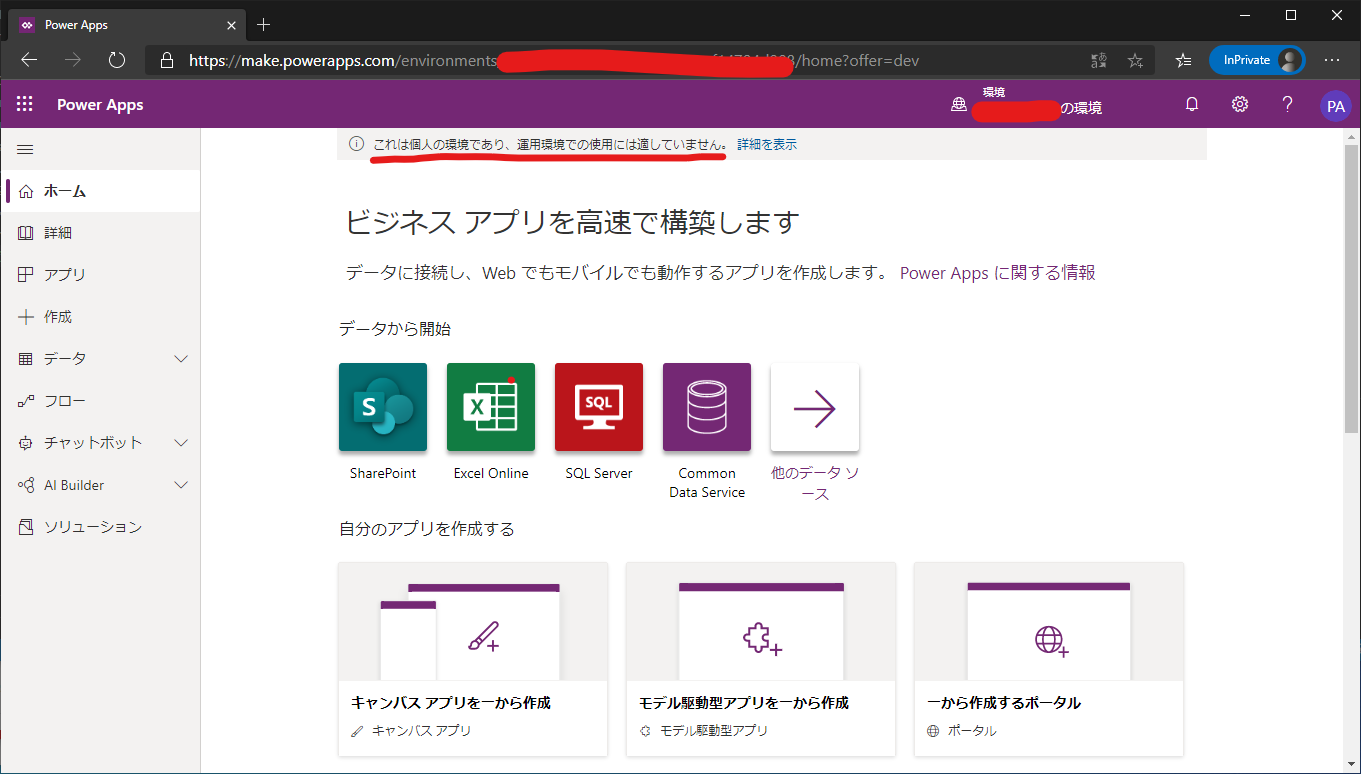 Power Apps
https://make.powerapps.com/environments
/home?offer=dev
InPrivate
Power Apps
環境
の環境
PA
これは個人の環境であり、運用環境での使用には適していません。 詳細を表示
ホーム
詳細
アプリ
作成
データ
フロー
チャットボット
AI Builder
ソリューション
ビジネス アプリを高速で構築します
データに接続し、Web でもモバイルでも動作するアプリを作成します。 Power Apps に関する情報
データから開始
S
X
SQL
SharePoint
Excel Online
SQL Server
Common
Data Service
他のデータ ソ
ース
自分のアプリを作成する
キャンバス アプリを一から作成
キャンバス アプリ
モデル駆動型アプリを一から作成
モデル駆動型アプリ
一から作成するポータル
ポータル